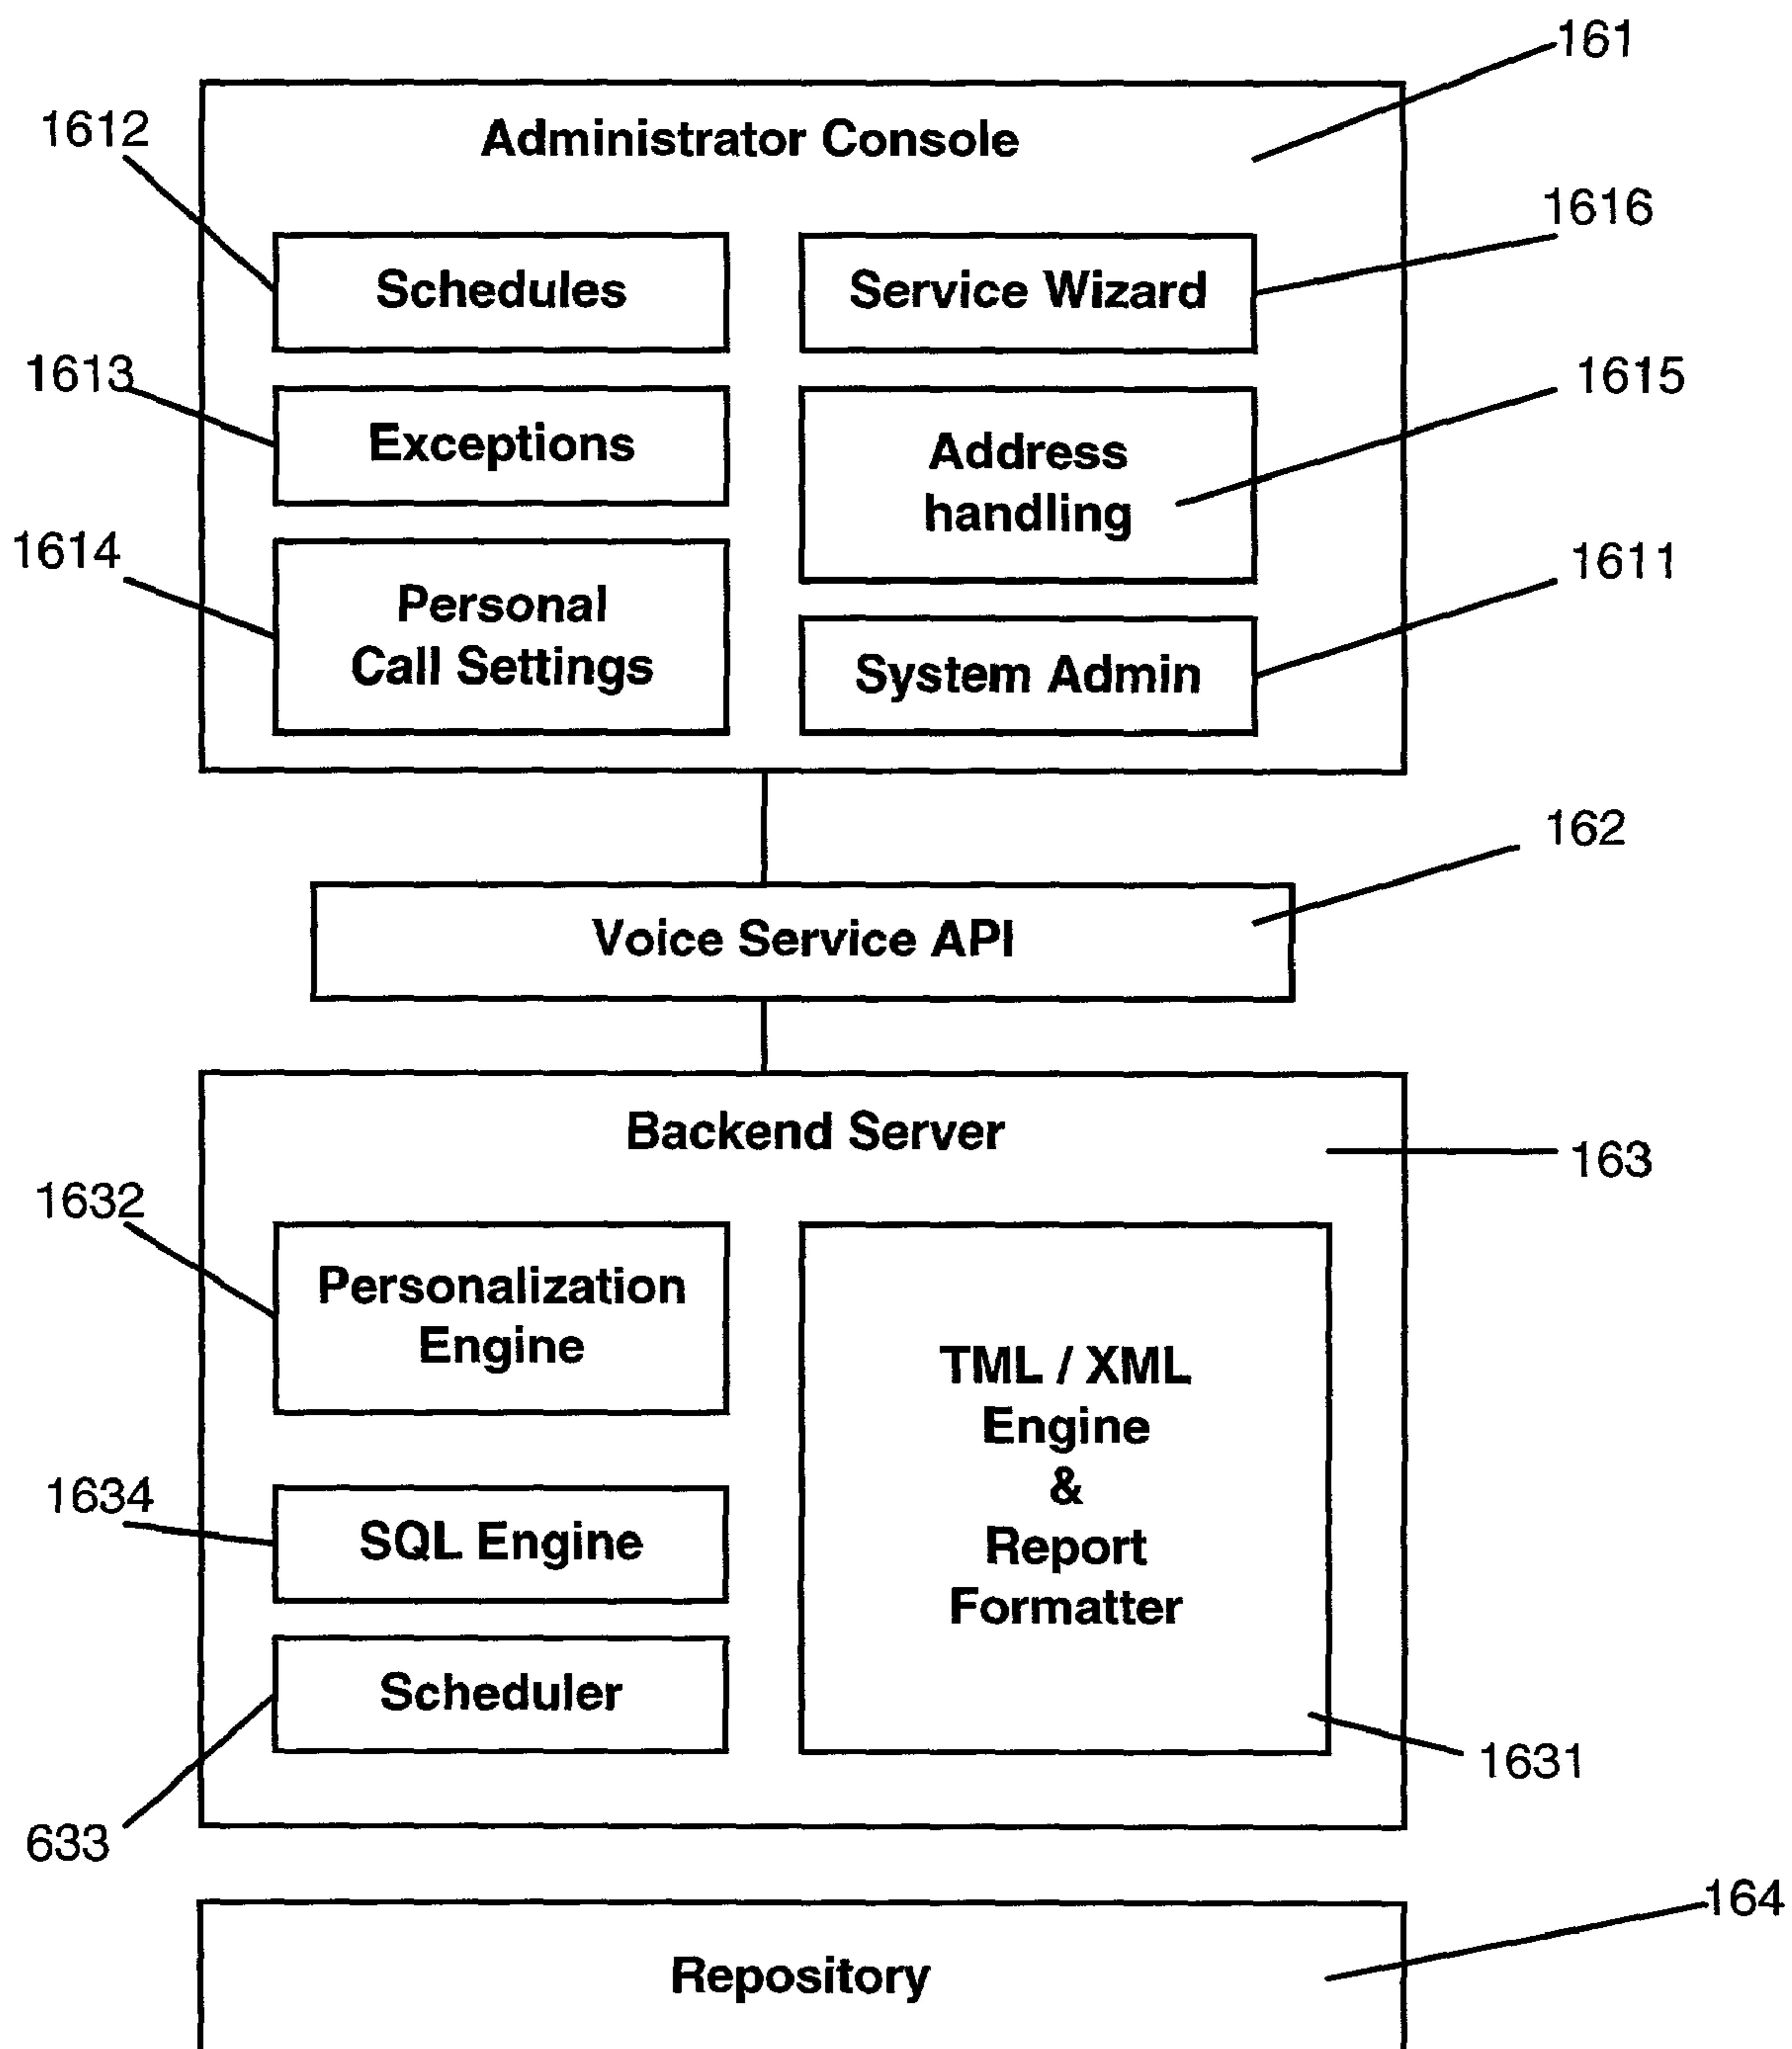 161
1612
Administrator Console
1616
Schedules
Service Wizard
1613
1615
Exceptions
Address
handling
1614
1611
Personal
Call Settings
System Admin
162
Voice Service API
Backend Server
163
1632
Personalization
Engine
TML / XML
Engine
&
Report
Formatter
1634
SQL Engine
Scheduler
1631
633
164
Repository